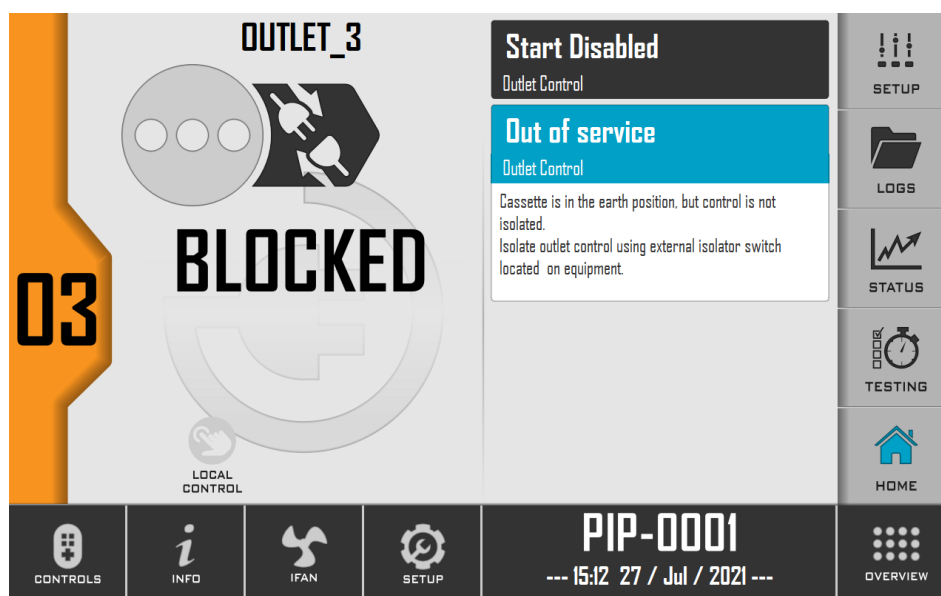 OUTLET_3
BLOCKED
03
LOCAL
CONTROL
Start Disabled
Outlet Control
Out of service
Outlet Control
Cassette is in the earth position, but control is not
isolated.
Isolate outlet control using external isolator switch
located on equipment.
SETUP
LOGS
STATUS
TESTING
HOME
CONTROLS
INFO
IFAN
SETUP
PIP-0001
--- 15:12 27 / Jul / 2021 ---
OVERVIEW